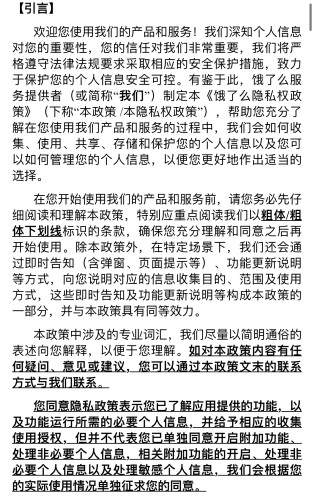 【引言】
欢迎您使用我们的产品和服务！我们深知个人信息
对您的重要性，您的信任对我们非常重要，我们将严
格遵守法律法规要求采取相应的安全保护措施，致力
于保护您的个人信息安全可控。有鉴于此，饿了么服
务提供者（或简称“我们”）制定本《饿了么隐私权政
策》（下称“本政策 /本隐私权政策”），帮助您充分了
解在您使用我们产品和服务的过程中，我们会如何收
集、使用、共享、存储和保护您的个人信息以及您可
以如何管理您的个人信息，以便您更好地作出适当的
选择。
在您开始使用我们的产品和服务前，请您务必先仔
细阅读和理解本政策，特别应重点阅读我们以粗体/粗
体下划线标识的条款，确保您充分理解和同意之后再
开始使用。除本政策外，在特定场景下，我们还会通
过即时告知（含弹窗、页面提示等）、功能更新说明
等方式，向您说明对应的信息收集目的、范围及使用
方式，这些即时告知及功能更新说明等构成本政策的
一部分，并与本政策具有同等效力。
本政策中涉及的专业词汇，我们尽量以简明通俗的
表述向您解释，以便于您理解。如对本政策内容有任
何疑问、意见或建议，您可以通过本政策文末的联系
方式与我们联系。
您同意隐私政策表示您已了解应用提供的功能，以
及功能运行所需的必要个人信息，并给予相应的收集
使用授权，但并不代表您已单独同意开启附加功能、
处理非必要个人信息，相关附加功能的开启、处理非
必要个人信息以及处理敏感个人信息，我们会根据您
的实际使用情况单独征求您的同意。